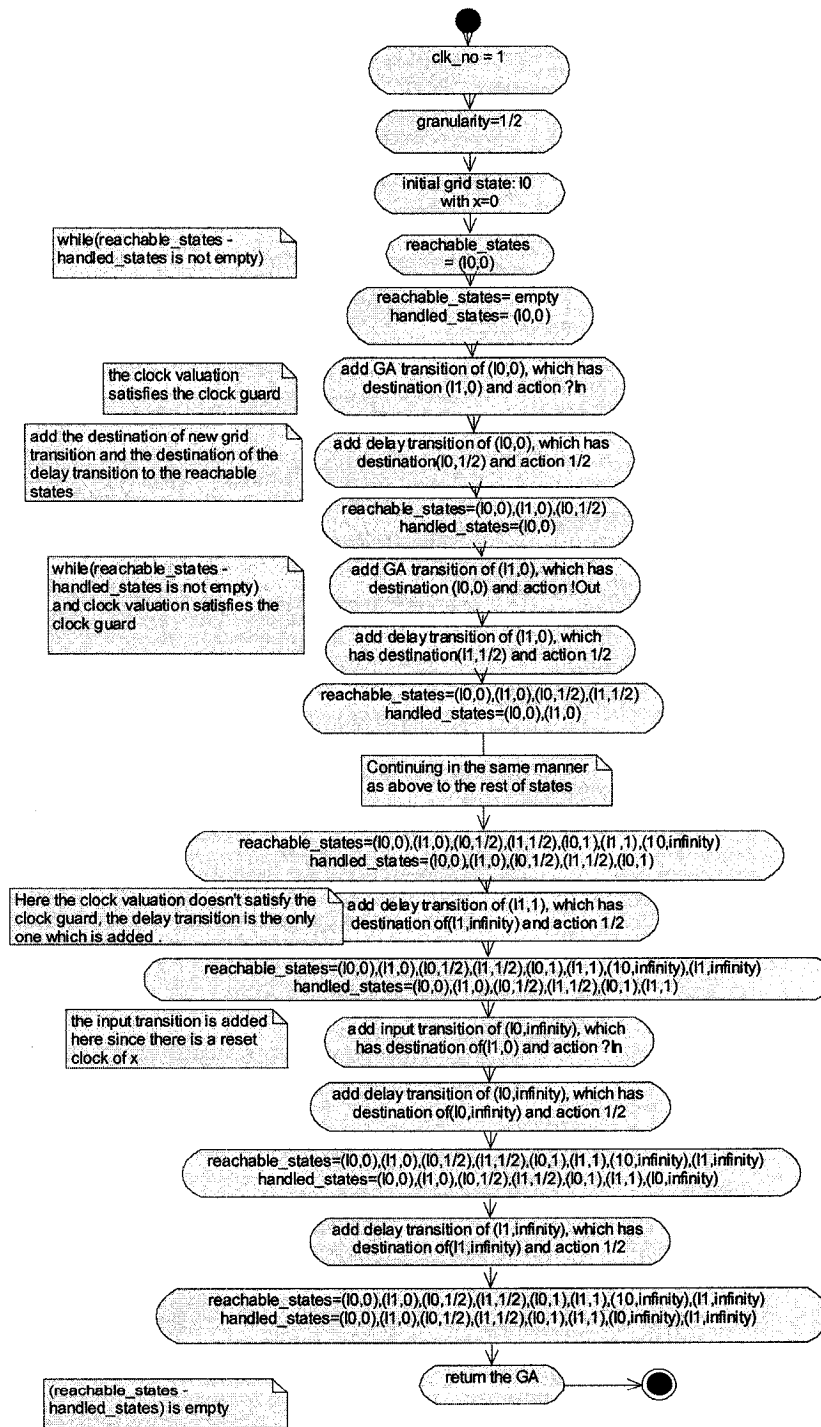 clk_no = 1
granularity=1/2
initial grid state: l0
with x=0
while(reachable_states -
handled_states is not empty)
reachable_states
= (l0,0)
reachable_states= empty
handled_states= (l0,0)
the clock valuation
satisfies the clock guard
add GA transition of (l0,0), which has
destination (l1,0) and action ?In
add the destination of new grid
transition and the destination of the
delay transition to the reachable
states
add delay transition of (l0,0), which has
destination(l0,1/2) and action 1/2
reachable_states=(l0,0),(l1,0),(l0,1/2)
handled_states=(l0,0)
while(reachable_states -
handled_states is not empty)
and clock valuation satisfies the
clock guard
add GA transition of (l1,0), which has
destination (l0,0) and action !Out
add delay transition of (l1,0), which
has destination(l1,1/2) and action 1/2
reachable_states=(l0,0),(l1,0),(l0,1/2),(l1,1/2)
handled_states=(l0,0),(l1,0)
Continuing in the same manner
as above to the rest of states
reachable_states=(l0,0),(l1,0),(l0,1/2),(l1,1/2),(l0,1),(l1,1),(10,infinity)
handled_states=(l0,0),(l1,0),(l0,1/2),(l1,1/2),(l0,1)
Here the clock valuation doesn't satisfy the
clock guard, the delay transition is the only
one which is added .
add delay transition of (l1,1), which has
destination of(l1,infinity) and action 1/2
reachable_states=(l0,0),(l1,0),(l0,1/2),(l1,1/2),(l0,1),(l1,1),(10,infinity),(l1,infinity)
handled_states=(l0,0),(l1,0),(l0,1/2),(l1,1/2),(l0,1),(l1,1)
the input transition is added
here since there is a reset
clock of x
add input transition of (l0,infinity), which
has destination of(l1,0) and action ?In
add delay transition of (l0,infinity), which has
destination of(l0,infinity) and action 1/2
reachable_states=(l0,0),(l1,0),(l0,1/2),(l1,1/2),(l0,1),(l1,1),(10,infinity),(l1,infinity)
handled_states=(l0,0),(l1,0),(l0,1/2),(l1,1/2),(l0,1),(l1,1),(l0,infinity)
add delay transition of (l1,infinity), which has
destination of(l1,infinity) and action 1/2
reachable_states=(l0,0),(l1,0),(l0,1/2),(l1,1/2),(l0,1),(l1,1),(10,infinity),(l1,infinity)
handled_states=(l0,0),(l1,0),(l0,1/2),(l1,1/2),(l0,1),(l1,1),(l0,infinity),(l1,infinity)
return the GA
(reachable_states -
handled_states) is empty